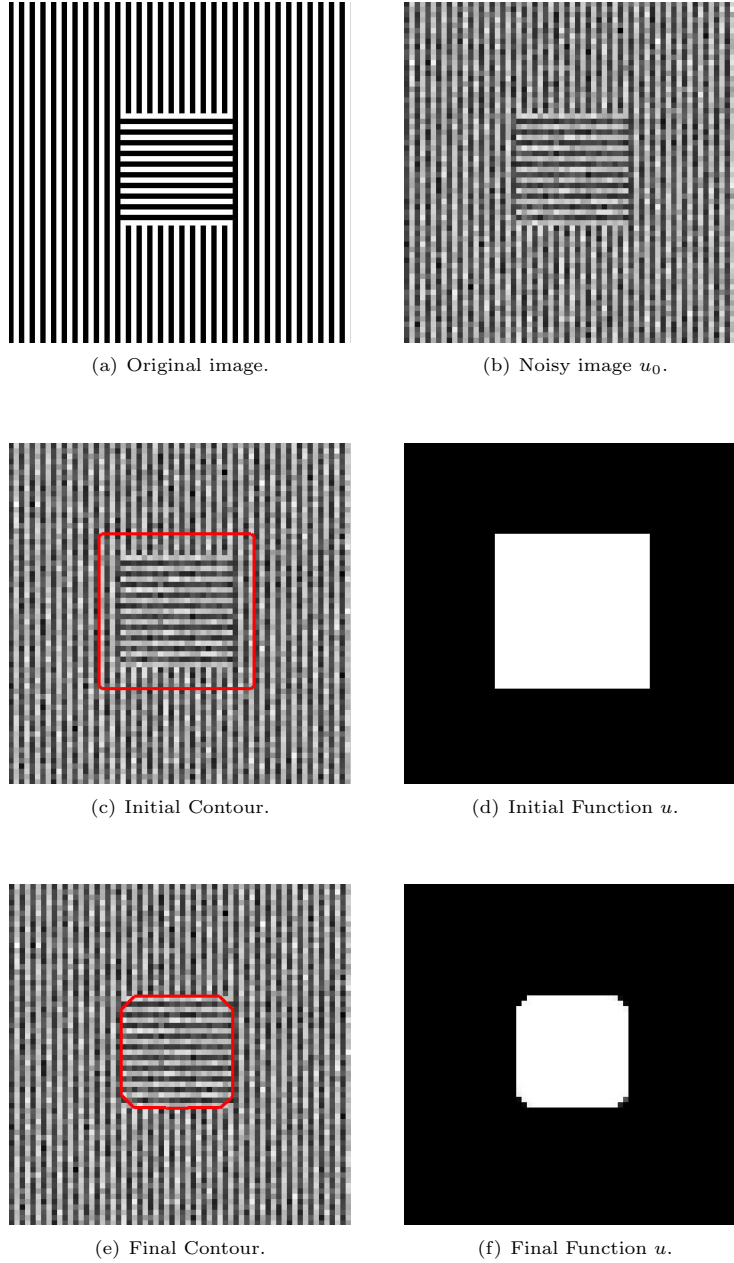 (a) Original image.
(b) Noisy image u₀.
(c) Initial Contour.
(d) Initial Function u.
(e) Final Contour.
(f) Final Function u.